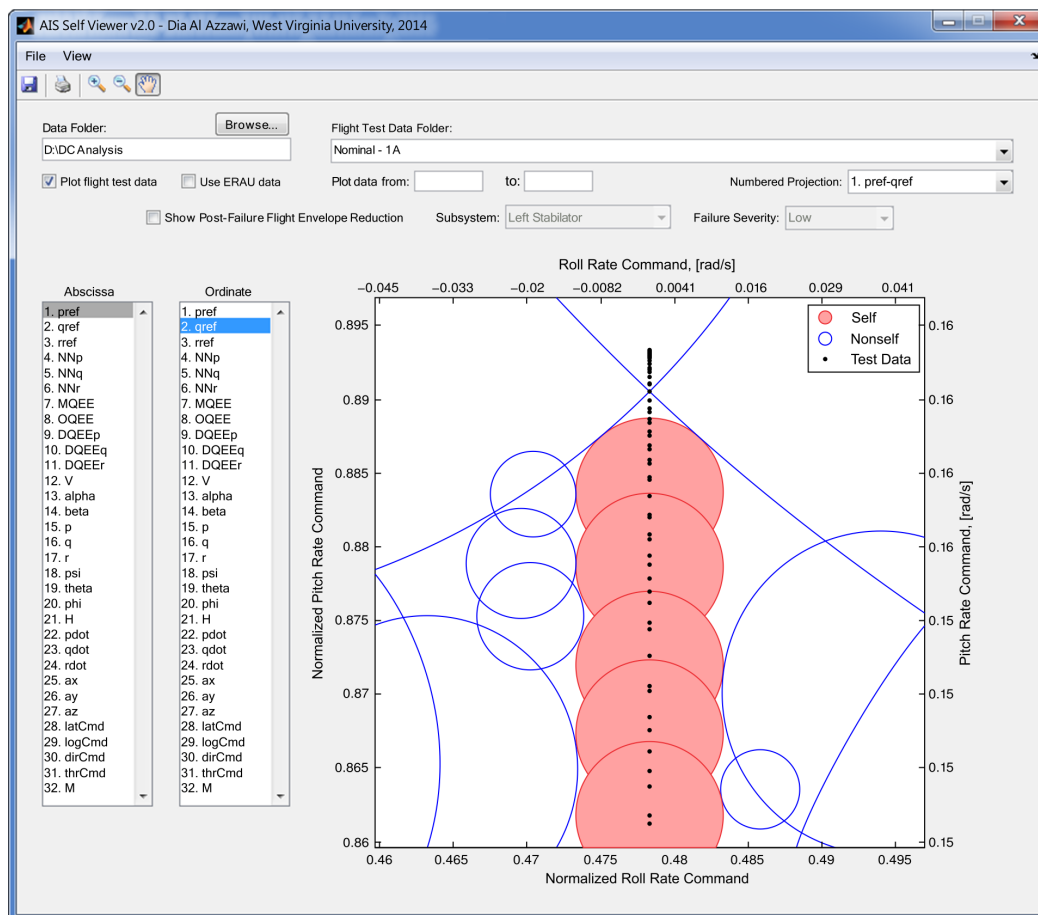 AIS Self Viewer v2.0 - Dia Al Azzawi, West Virginia University, 2014
File View
Data Folder: Browse... Flight Test Data Folder:
D:\DC Analysis Nominal - 1A
Plot flight test data Use ERAU data Plot data from: to: Numbered Projection: 1. pref-qref
Show Post-Failure Flight Envelope Reduction Subsystem: Left Stabilator Failure Severity: Low
Abscissa
1. pref
2. qref
3. rref
4. NNp
5. NNq
6. NNr
7. MQEE
8. OQEE
9. DQEEp
10. DQEEq
11. DQEEr
12. V
13. alpha
14. beta
15. p
16. q
17. r
18. psi
19. theta
20. phi
21. H
22. pdot
23. qdot
24. rdot
25. ax
26. ay
27. az
28. latCmd
29. logCmd
30. dirCmd
31. thrCmd
32. M
Ordinate
1. pref
2. qref
3. rref
4. NNp
5. NNq
6. NNr
7. MQEE
8. OQEE
9. DQEEp
10. DQEEq
11. DQEEr
12. V
13. alpha
14. beta
15. p
16. q
17. r
18. psi
19. theta
20. phi
21. H
22. pdot
23. qdot
24. rdot
25. ax
26. ay
27. az
28. latCmd
29. logCmd
30. dirCmd
31. thrCmd
32. M
Roll Rate Command, [rad/s]
−0.045 −0.033 −0.02 −0.0082 0.0041 0.016 0.029 0.041
Self
Nonself
Test Data
Normalized Pitch Rate Command
0.895
0.89
0.885
0.88
0.875
0.87
0.865
0.86
0.16
0.16
0.16
0.16
0.15
0.15
0.15
0.15
Pitch Rate Command, [rad/s]
0.46 0.465 0.47 0.475 0.48 0.485 0.49 0.495
Normalized Roll Rate Command